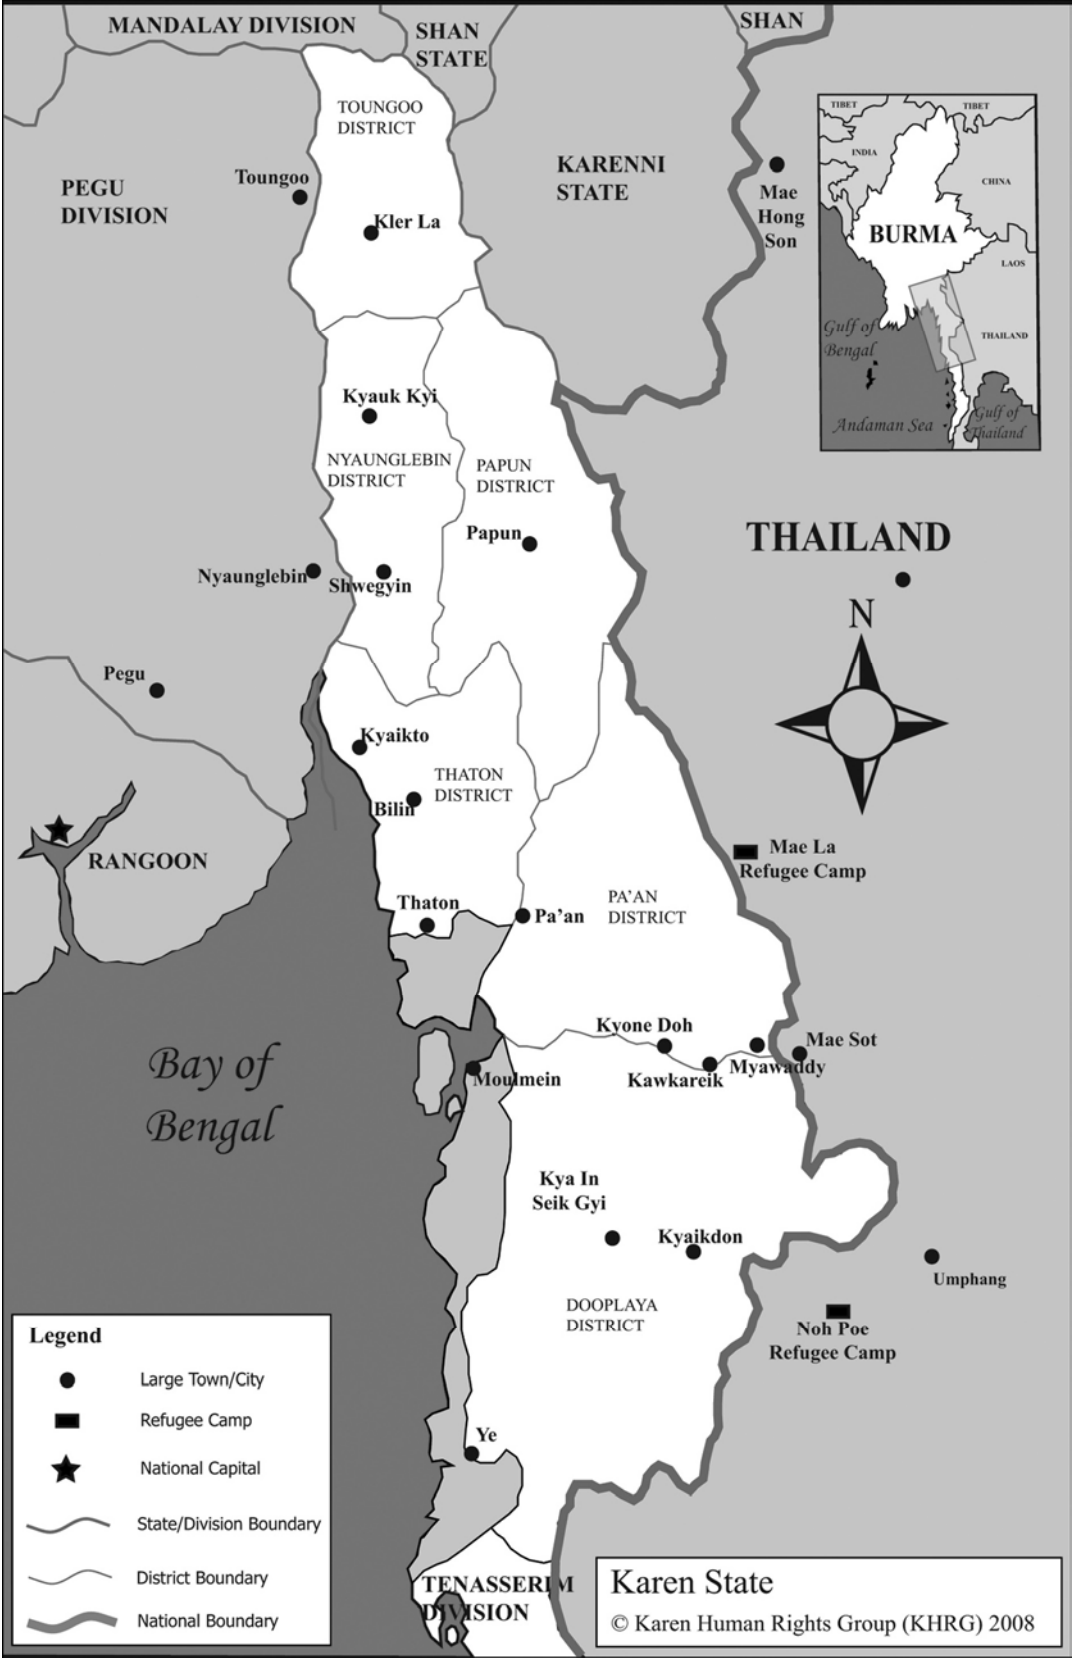 MANDALAY DIVISION
SHAN
STATE
SHAN
TOUNGOO
DISTRICT
TIBET
TIBET
INDIA
CHINA
BURMA
LAOS
Gulf of
Bengal
THAILAND
Andaman Sea
Gulf of
Thailand
PEGU
DIVISION
Toungoo
Kler La
KARENNI
STATE
Mae
Hong
Son
Kyauk Kyi
NYAUNGLEBIN
DISTRICT
PAPUN
DISTRICT
Papun
THAILAND
N
Nyaunglebin
Shwegyin
Pegu
Kyaikto
THATON
DISTRICT
Bilin
RANGOON
Mae La
Refugee Camp
Thaton
Pa'an
PA'AN
DISTRICT
Kyone Doh
Mae Sot
Myawaddy
Kawkareik
Moulmein
Bay of
Bengal
Kya In
Seik Gyi
Kyaikdon
Umphang
DOOPLAYA
DISTRICT
Noh Poe
Refugee Camp
Ye
Legend
Large Town/City
Refugee Camp
National Capital
State/Division Boundary
District Boundary
National Boundary
TENASSERIM
DIVISION
Karen State
© Karen Human Rights Group (KHRG) 2008